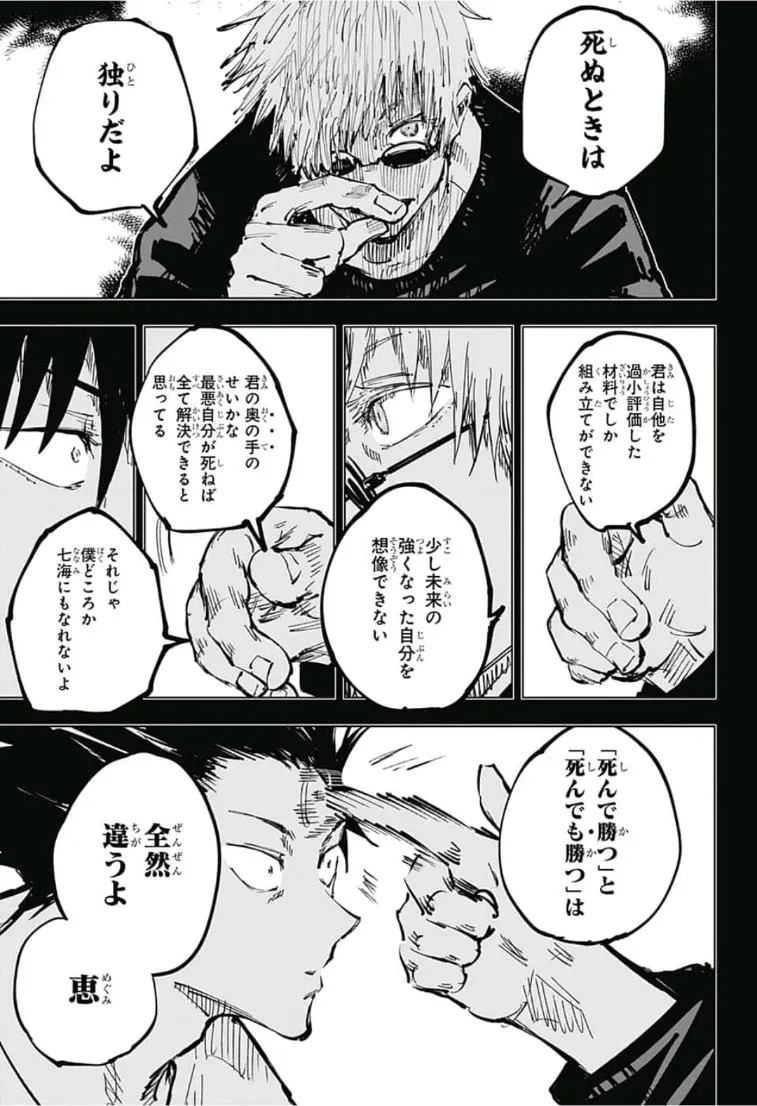 死ぬときは
独りだよ
君は自他を
過小評価した
材料でしか
組み立てができない
少し未来の
強くなった自分を
想像できない
君の奥の手の
せいかな
最悪自分が死ねば
全て解決できると
思ってる
それじゃ
僕どころか
七海にもなれないよ
「死んで勝つ」と
「死んでも勝つ」は
全然
違うよ
恵